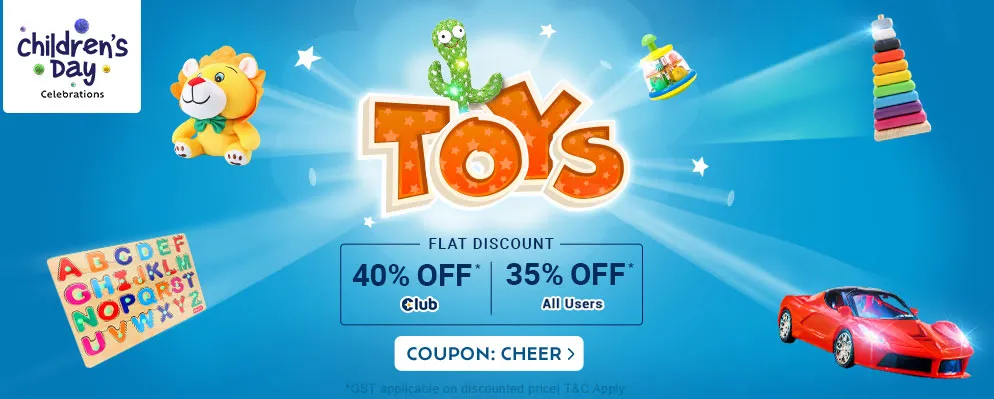 Children's
Day
Celebrations
TOYS
FLAT DISCOUNT
40% OFF*
Club
35% OFF*
All Users
COUPON: CHEER >
*GST applicable on discounted price| T&C Apply
A B C D E F
G H I J K L M
N O P Q R S T
U V W X Y Z